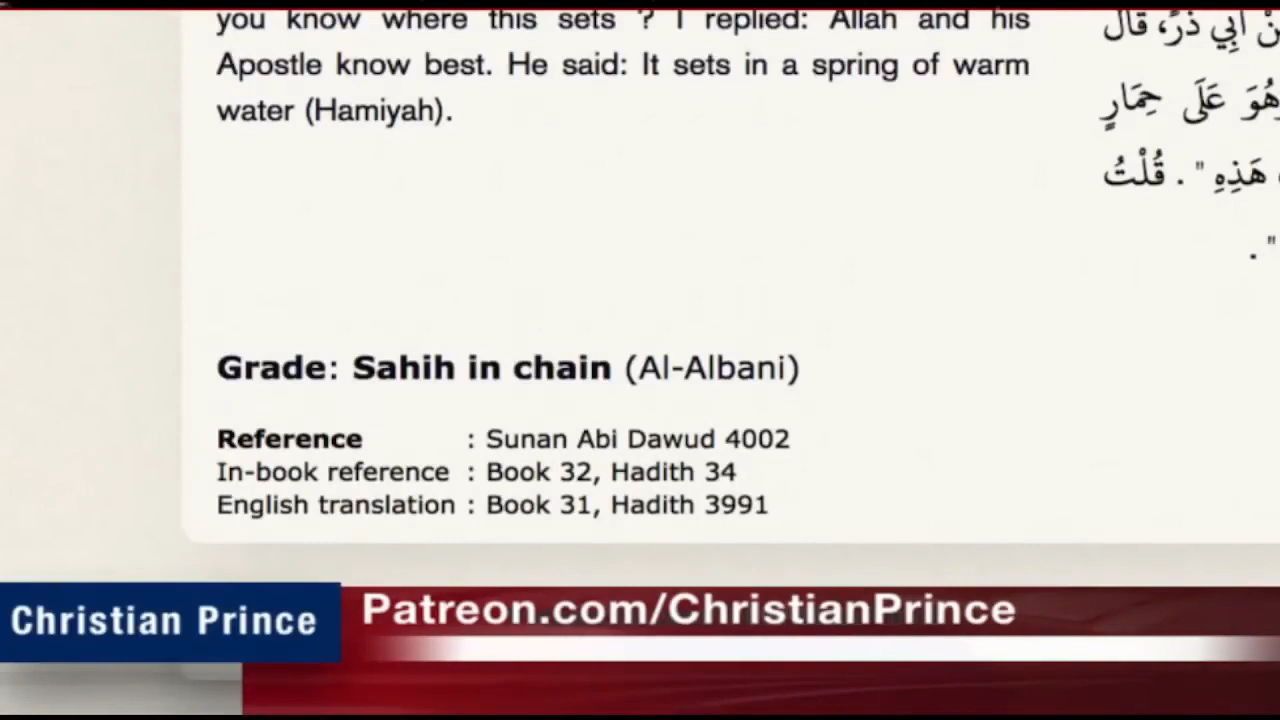 you know where this sets ? I replied: Allah and his
Apostle know best. He said: It sets in a spring of warm
water (Hamiyah).
نْ أَبِي ذَرٍّ، قَالَ
هُوَ عَلَى حِمَارٍ
هَذِهِ " . قُلْتُ
" .
Grade: Sahih in chain (Al-Albani)
Reference : Sunan Abi Dawud 4002
In-book reference : Book 32, Hadith 34
English translation : Book 31, Hadith 3991
Christian Prince
Patreon.com/ChristianPrince